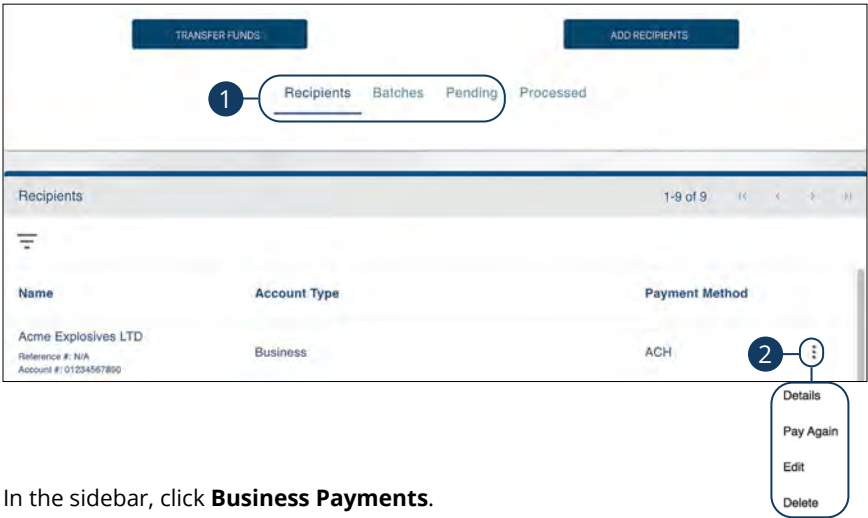 TRANSFER FUNDS ADD RECIPIENTS
1 Recipients Batches Pending Processed
Recipients 1-9 of 9
Name Account Type Payment Method
Acme Explosives LTD
Reference #: N/A
Business ACH 2
Account #: 01234567890
Details
Pay Again
Edit
Delete
In the sidebar, click Business Payments.